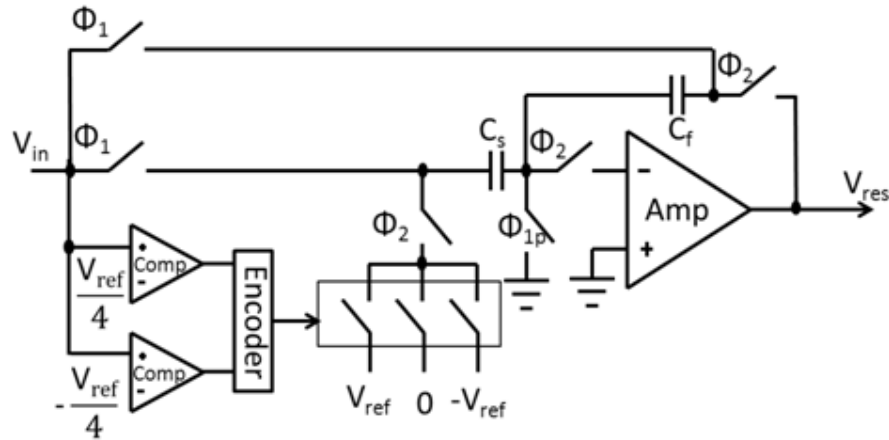 Φ1
Φ2
Vin
Φ1
Cs
Φ2
Cf
-
Amp
+
Vres
Φ2
Φ1p
+
Comp
-
Vref
4
Encoder
+
Comp
-
- Vref
4
Vref 0 -Vref